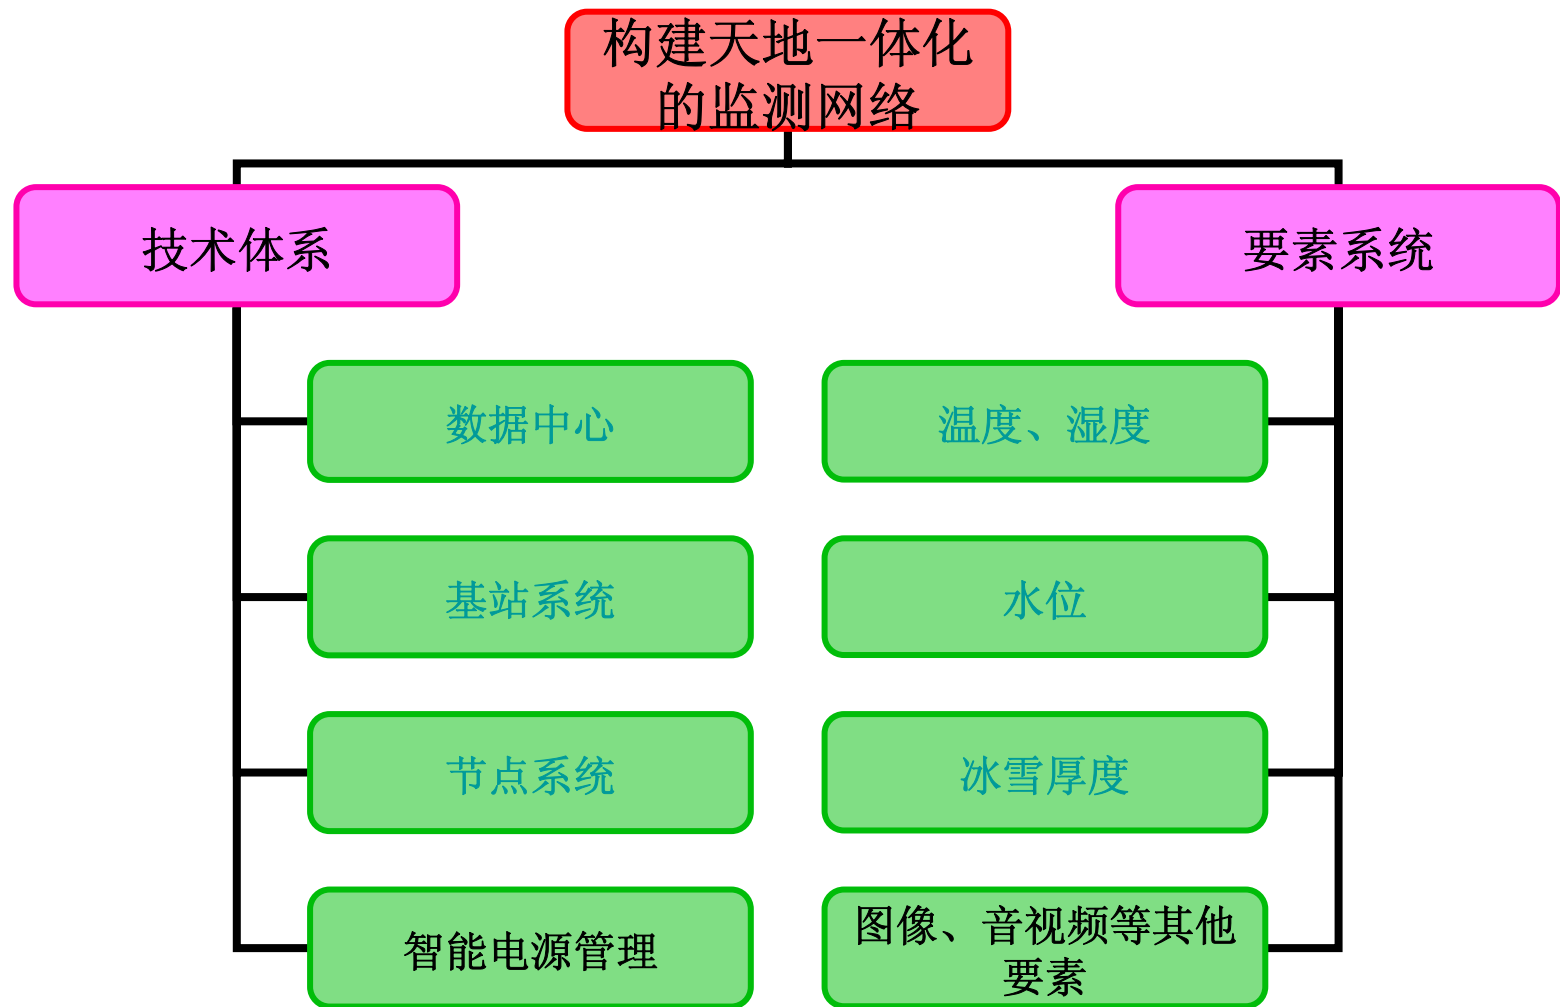 构建天地一体化
的监测网络
技术体系
要素系统
数据中心
温度、湿度
基站系统
水位
节点系统
冰雪厚度
智能电源管理
图像、音视频等其他
要素